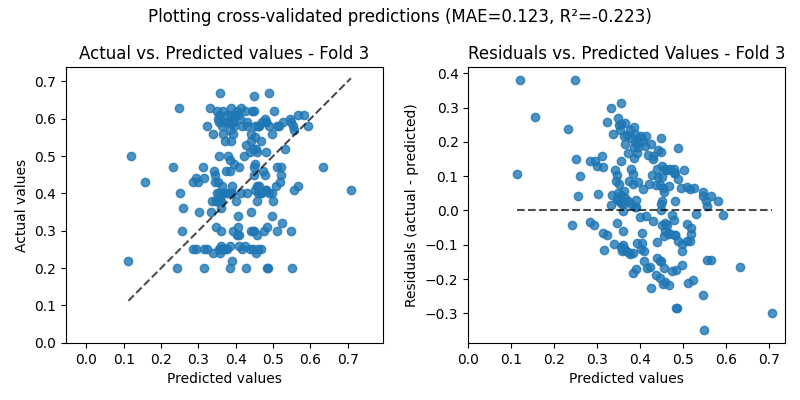 Plotting cross-validated predictions (MAE=0.123, R²=-0.223)
Actual vs. Predicted values - Fold 3
Actual values
0.7
0.6
0.5
0.4
0.3
0.2
0.1
0.0
0.0 0.1 0.2 0.3 0.4 0.5 0.6 0.7
Predicted values
Residuals vs. Predicted Values - Fold 3
Residuals (actual - predicted)
0.4
0.3
0.2
0.1
0.0
−0.1
−0.2
−0.3
0.0 0.1 0.2 0.3 0.4 0.5 0.6 0.7
Predicted values